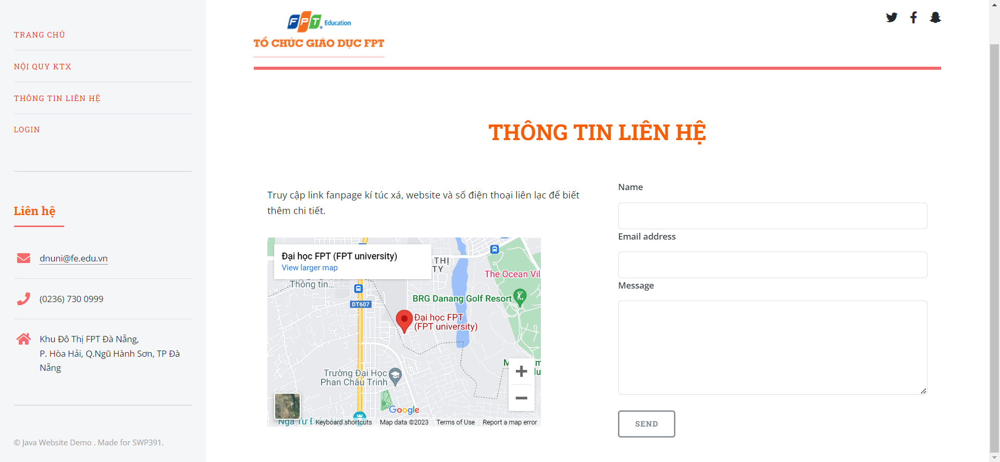 TRANG CHỦ
NỘI QUY KTX
THÔNG TIN LIÊN HỆ
LOGIN
Liên hệ
dnuni@fe.edu.vn
(0236) 730 0999
Khu Đô Thị FPT Đà Nẵng,
P. Hòa Hải, Q.Ngũ Hành Sơn, TP Đà
Nẵng
© Java Website Demo . Made for SWP391.
FPT Education
TỔ CHỨC GIÁO DỤC FPT
THÔNG TIN LIÊN HỆ
Truy cập link fanpage kí túc xá, website và số điện thoại liên lạc để biết
thêm chi tiết.
Đại học FPT (FPT university)
View larger map
THỊ
TY
Thông tin...
The Ocean Vil
DT607
BRG Danang Golf Resort
Đại học FPT
(FPT university)
Trường Đại Học
Phan Châu Trinh
Google
Ngã Tư
Keyboard shortcuts
Map data ©2023
Terms of Use
Report a map error
Name
Email address
Message
SEND